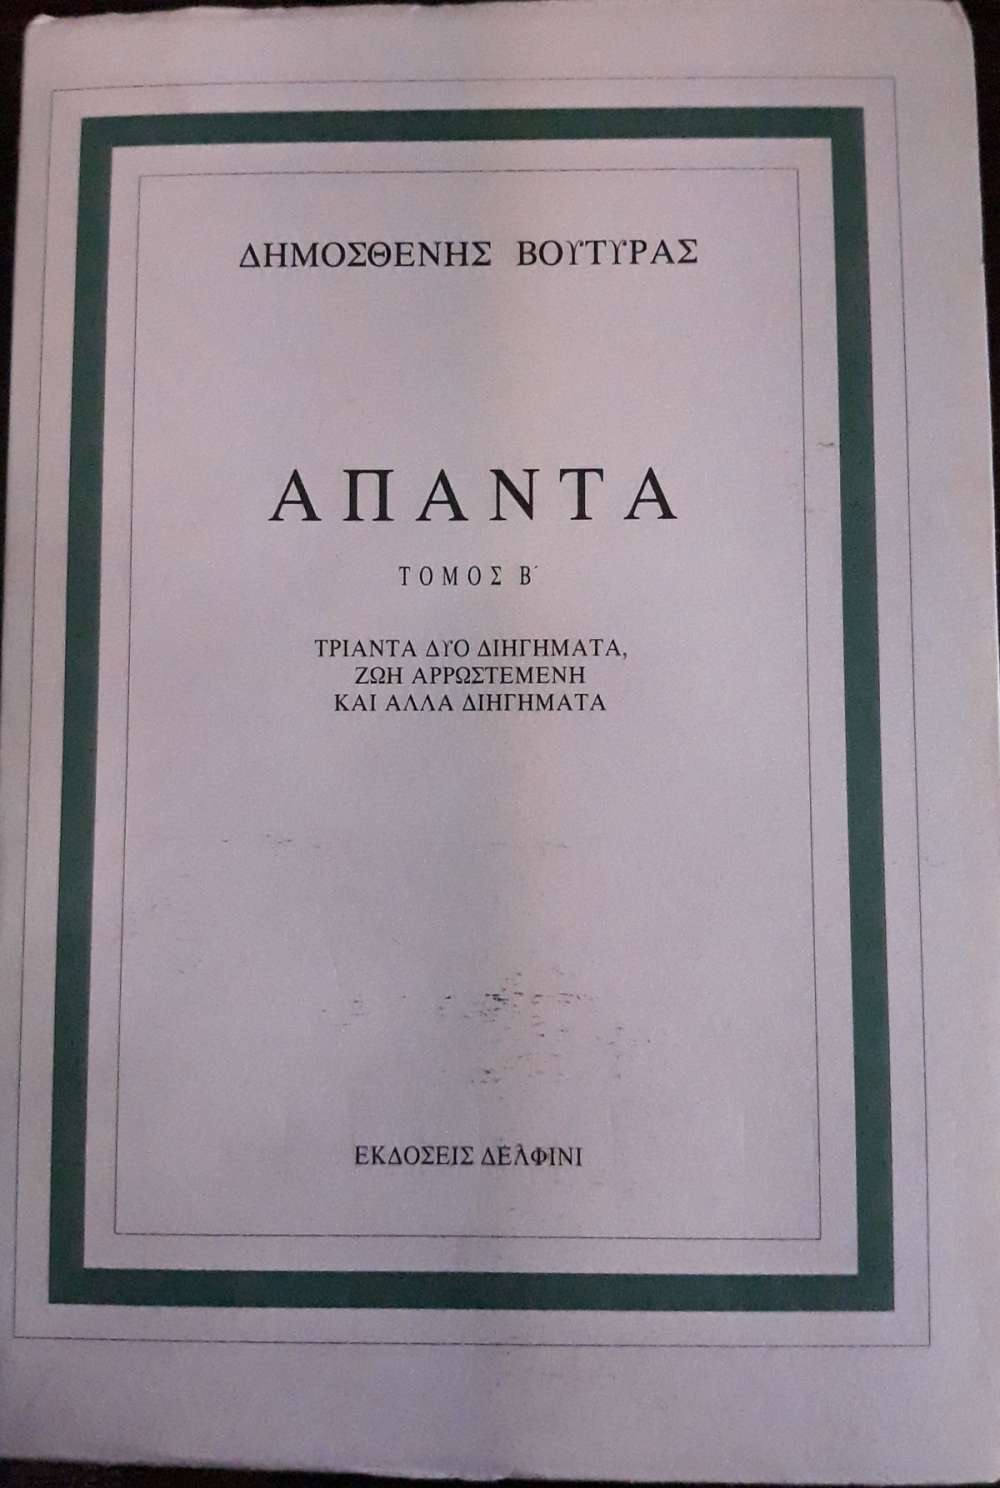 ΔΗΜΟΣΘΕΝΗΣ ΒΟΥΤΥΡΑΣ
ΑΠΑΝΤΑ
ΤΟΜΟΣ Β΄
ΤΡΙΑΝΤΑ ΔΥΟ ΔΙΗΓΗΜΑΤΑ,
ΖΩΗ ΑΡΡΩΣΤΕΜΕΝΗ
ΚΑΙ ΑΛΛΑ ΔΙΗΓΗΜΑΤΑ
ΕΚΔΟΣΕΙΣ ΔΕΛΦΙΝΙ